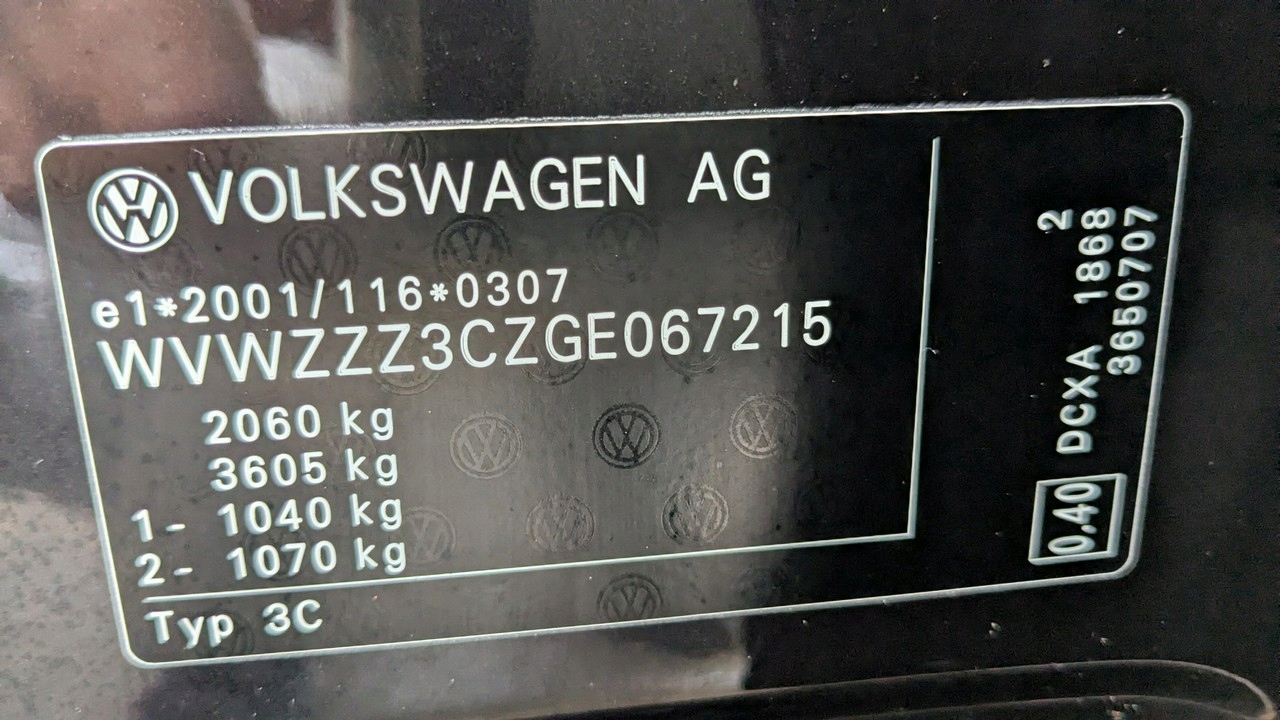 VOLKSWAGEN AG
e1*2001/116*0307
WVWZZZ3CZGE067215
2060 kg
3605 kg
1- 1040 kg
2- 1070 kg
Typ 3C
2
0,40 DCXA 1868
3650707